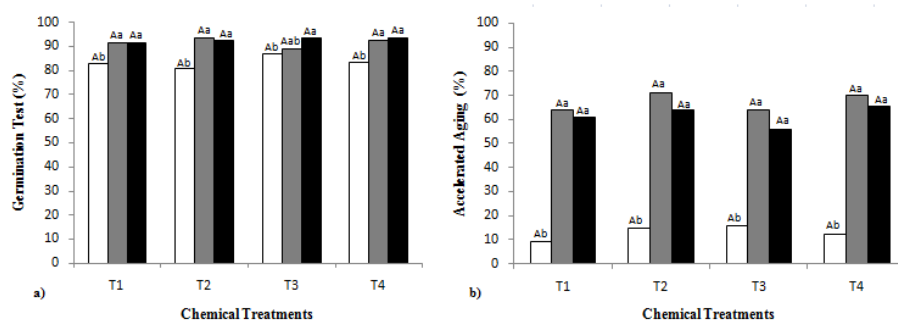 Germination Test (%)
100
90
80
70
60
50
40
30
20
10
0
Ab Aa Aa
Ab Aa Aa
Ab Aab Aa
Ab Aa Aa
T1 T2 T3 T4
a)
Chemical Treatments
Accelerated Aging (%)
100
90
80
70
60
50
40
30
20
10
0
Ab Aa Aa
Ab Aa Aa
Ab Aa Aa
Ab Aa Aa
T1 T2 T3 T4
b)
Chemical Treatments